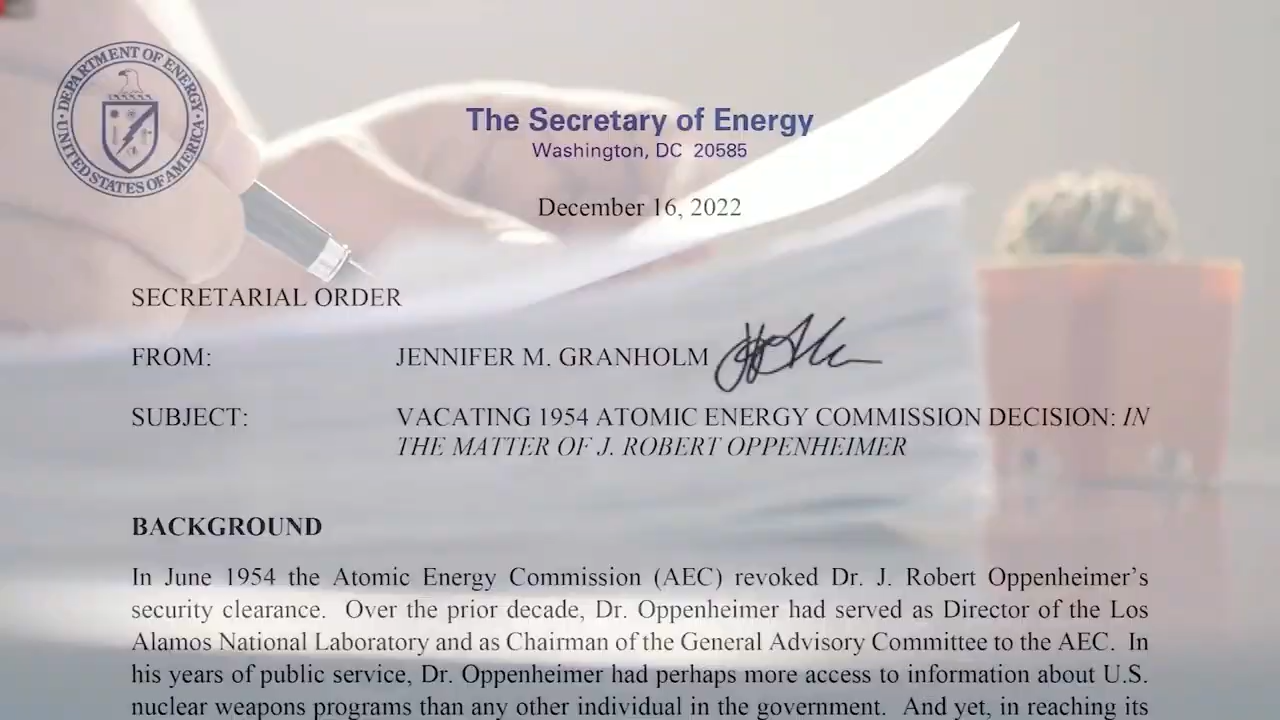 DEPARTMENT OF ENERGY
UNITED STATES OF AMERICA
The Secretary of Energy
Washington, DC 20585
December 16, 2022
SECRETARIAL ORDER
FROM: JENNIFER M. GRANHOLM
SUBJECT: VACATING 1954 ATOMIC ENERGY COMMISSION DECISION: IN
THE MATTER OF J. ROBERT OPPENHEIMER
BACKGROUND
In June 1954 the Atomic Energy Commission (AEC) revoked Dr. J. Robert Oppenheimer's
security clearance. Over the prior decade, Dr. Oppenheimer had served as Director of the Los
Alamos National Laboratory and as Chairman of the General Advisory Committee to the AEC. In
his years of public service, Dr. Oppenheimer had perhaps more access to information about U.S.
nuclear weapons programs than any other individual in the government. And yet, in reaching its